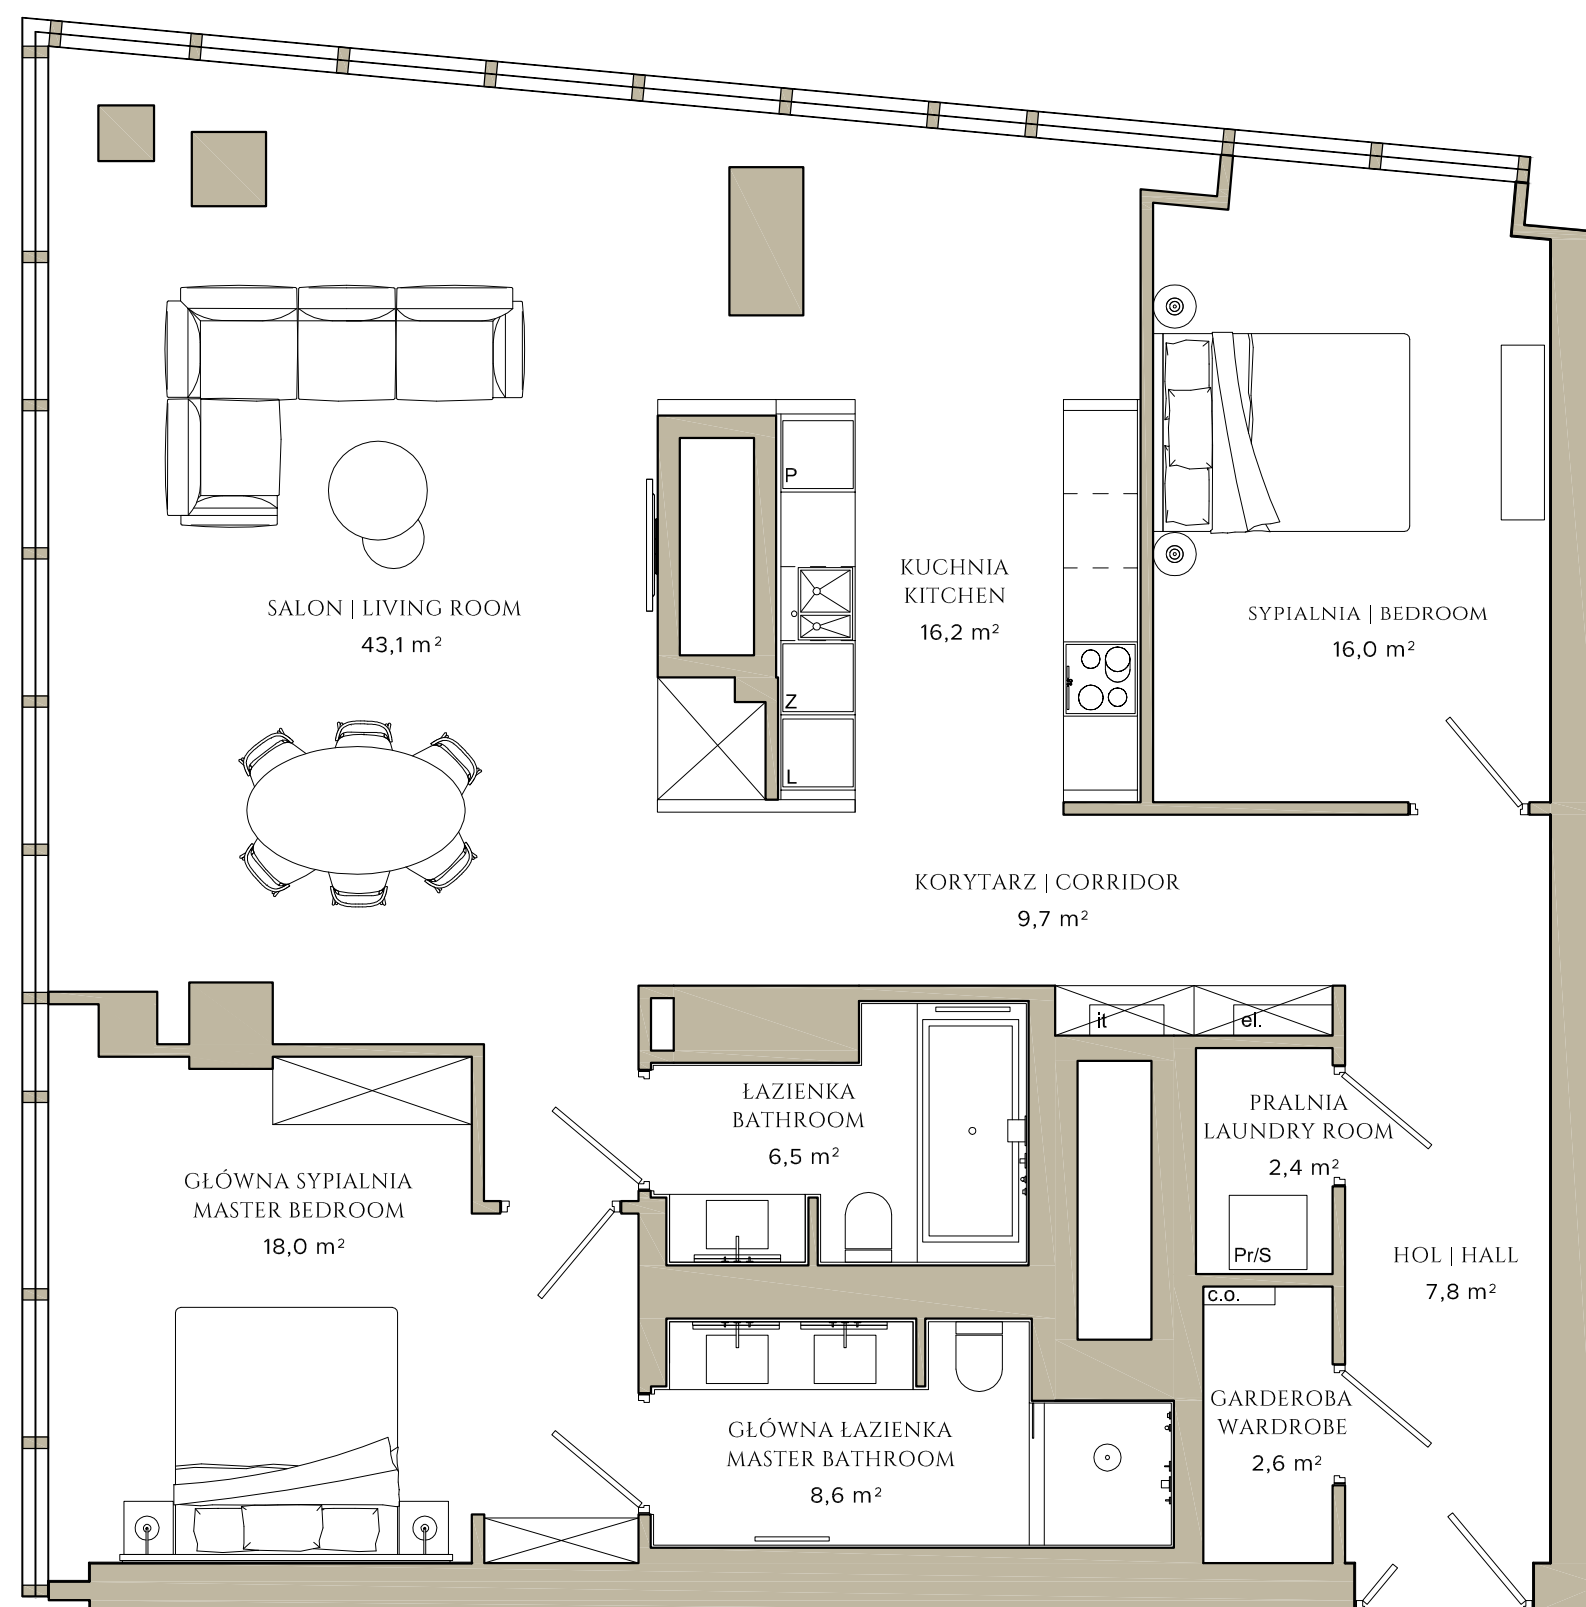 P
KUCHNIA
KITCHEN
16,2 m²
SALON | LIVING ROOM
43,1 m²
SYPIALNIA | BEDROOM
16,0 m²
Z
L
KORYTARZ | CORRIDOR
9,7 m²
it
el.
ŁAZIENKA
BATHROOM
6,5 m²
PRALNIA
LAUNDRY ROOM
2,4 m²
GŁÓWNA SYPIALNIA
MASTER BEDROOM
18,0 m²
Pr/S
HOL | HALL
7,8 m²
c.o.
GARDEROBA
WARDROBE
2,6 m²
GŁÓWNA ŁAZIENKA
MASTER BATHROOM
8,6 m²